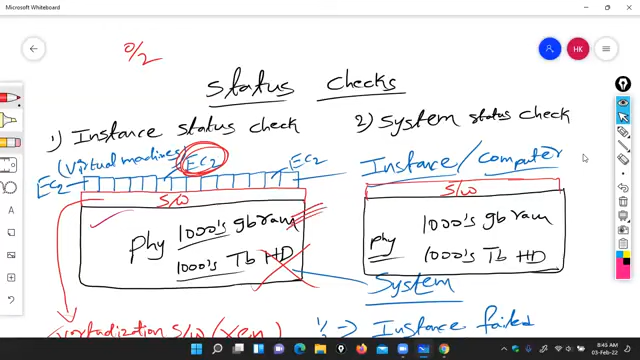 Microsoft Whiteboard
HK
0/2
Status Checks
1) Instance status check
2) System status check
(Virtual machines)
EC2
EC2
EC2
Instance/computer
S/W
S/W
phy
1000's gb ram
1000's Tb HD
phy
1000's gb ram
1000's Tb HD
System
(Xen)
1/2 -> Instance failed
8:45 AM
03-Feb-22